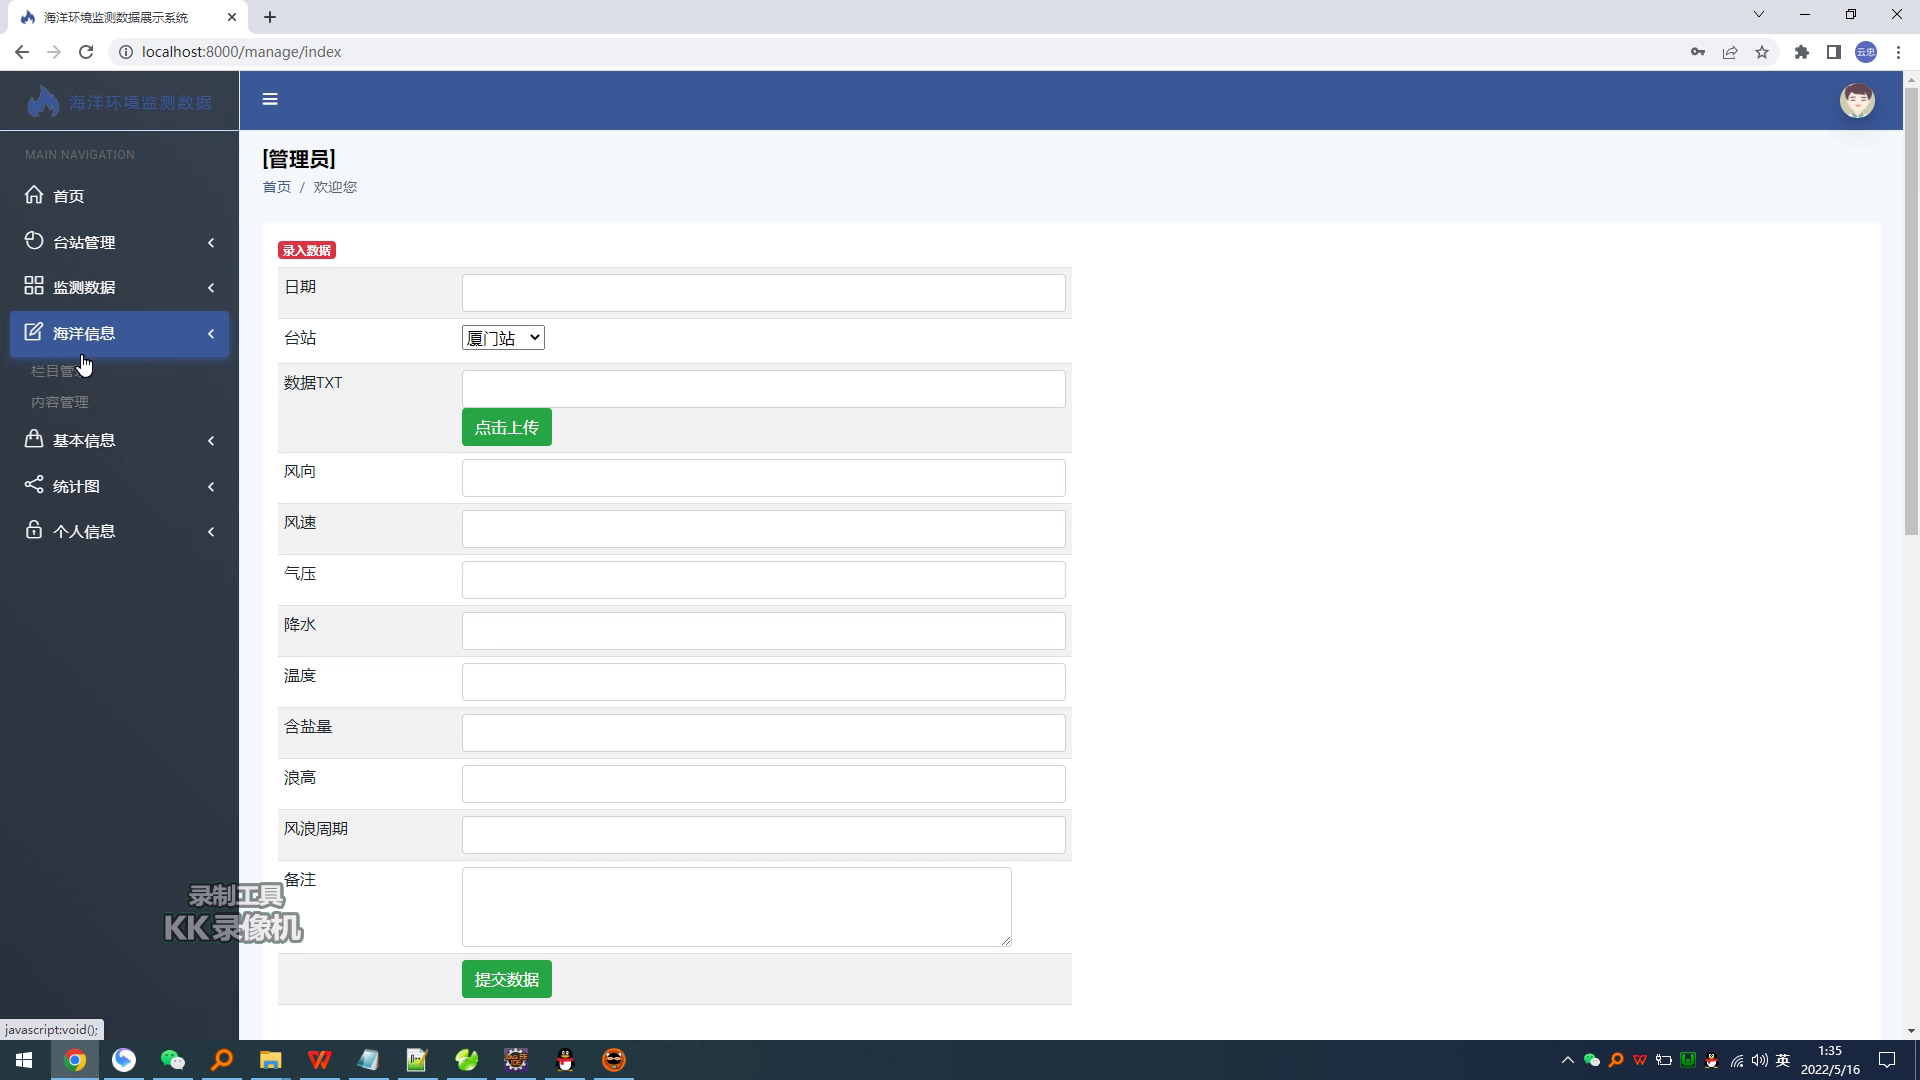 海洋环境监测数据展示系统
localhost:8000/manage/index
云忠
海洋环境监测数据
MAIN NAVIGATION
首页
台站管理
监测数据
海洋信息
栏目管理
内容管理
基本信息
统计图
个人信息
[管理员]
首页 / 欢迎您
录入数据
日期
台站
厦门站
数据TXT
点击上传
风向
风速
气压
降水
温度
含盐量
浪高
风浪周期
备注
提交数据
录制工具
KK 录像机
javascript:void();
英
1:35
2022/5/16